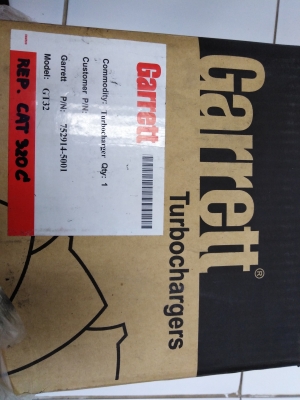 Garrett
Commodity: Turbocharger Qty: 1
Customer P/N:
Garrett P/N: 752914-5001
Model: GT32
REP. CAT 320C
Garrett®
Turbochargers